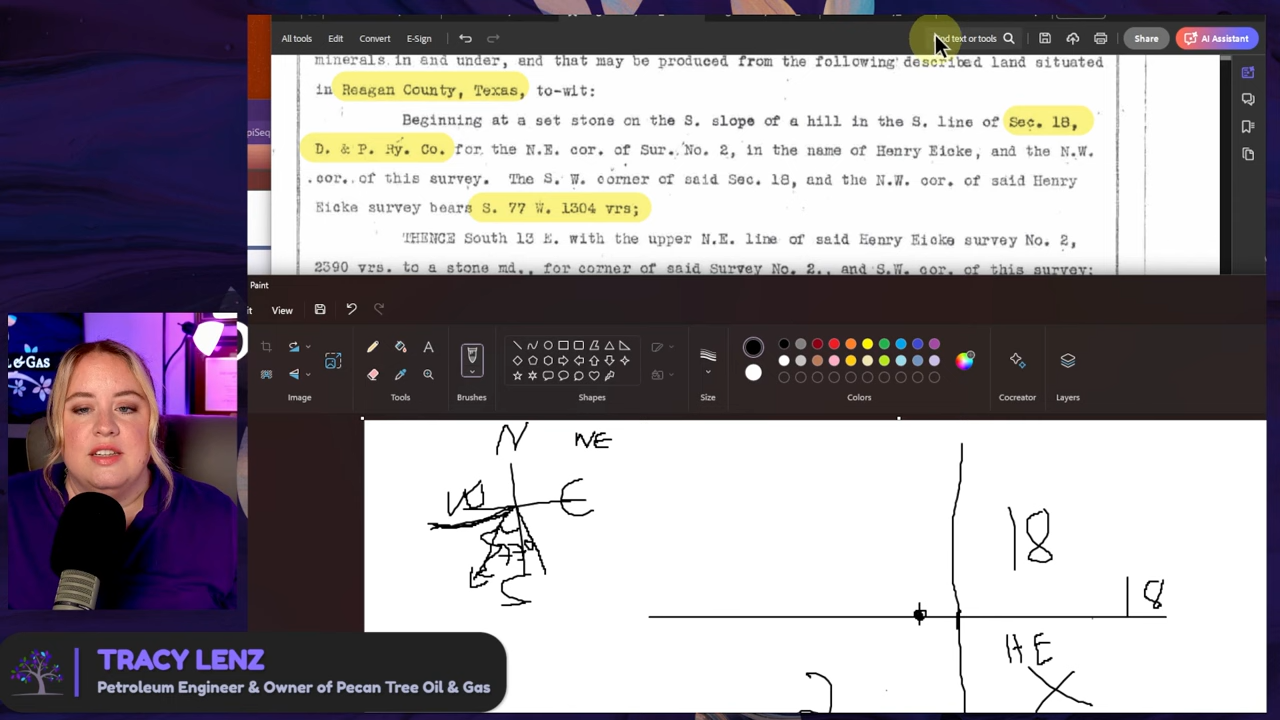 All tools Edit Convert E-Sign
text or tools Share AI Assistant
minerals in and under, and that may be produced from the following described land situated
in Reagan County, Texas, to-wit:
Beginning at a set stone on the S. slope of a hill in the S. line of Sec. 18,
D. & P. Ry. Co. for the N.E. cor. of Sur. No. 2, in the name of Henry Eicke, and the N.W.
cor. of this survey. The S. W. corner of said Sec. 18, and the N.W. cor. of said Henry
Eicke survey bears S. 77 W. 1304 vrs;
THENCE South 13 E. with the upper N.E. line of said Henry Eicke survey No. 2,
2390 vrs. to a stone md., for corner of said Survey No. 2., and S.W. cor. of this survey;
Paint
View
Image Tools Brushes Shapes Size Colors Cocreator Layers
N NE
W E
77°
S
18
18
HE
2
& GAS
TRACY LENZ
Petroleum Engineer & Owner of Pecan Tree Oil & Gas